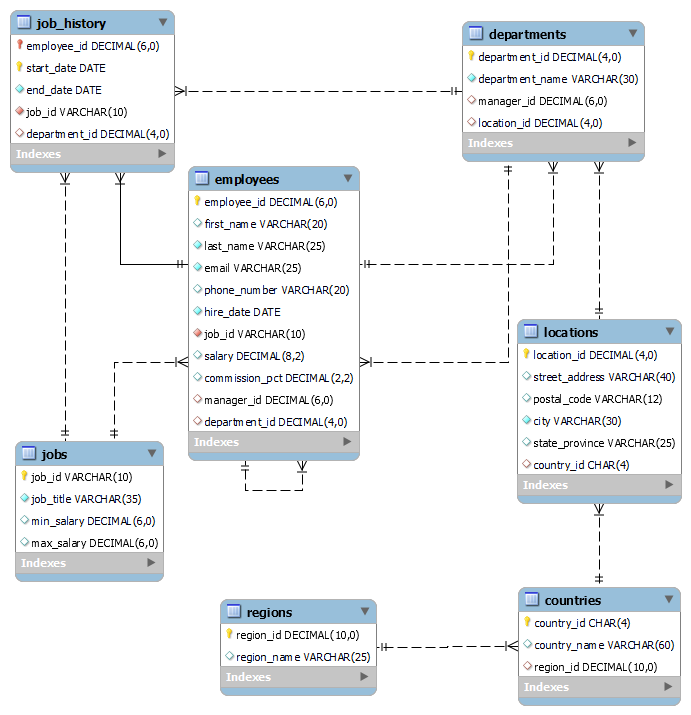 job_history
employee_id DECIMAL(6,0)
start_date DATE
end_date DATE
job_id VARCHAR(10)
department_id DECIMAL(4,0)
Indexes
departments
department_id DECIMAL(4,0)
department_name VARCHAR(30)
manager_id DECIMAL(6,0)
location_id DECIMAL(4,0)
Indexes
employees
employee_id DECIMAL(6,0)
first_name VARCHAR(20)
last_name VARCHAR(25)
email VARCHAR(25)
phone_number VARCHAR(20)
hire_date DATE
job_id VARCHAR(10)
salary DECIMAL(8,2)
commission_pct DECIMAL(2,2)
manager_id DECIMAL(6,0)
department_id DECIMAL(4,0)
Indexes
locations
location_id DECIMAL(4,0)
street_address VARCHAR(40)
postal_code VARCHAR(12)
city VARCHAR(30)
state_province VARCHAR(25)
country_id CHAR(4)
Indexes
jobs
job_id VARCHAR(10)
job_title VARCHAR(35)
min_salary DECIMAL(6,0)
max_salary DECIMAL(6,0)
Indexes
regions
region_id DECIMAL(10,0)
region_name VARCHAR(25)
Indexes
countries
country_id CHAR(4)
country_name VARCHAR(60)
region_id DECIMAL(10,0)
Indexes